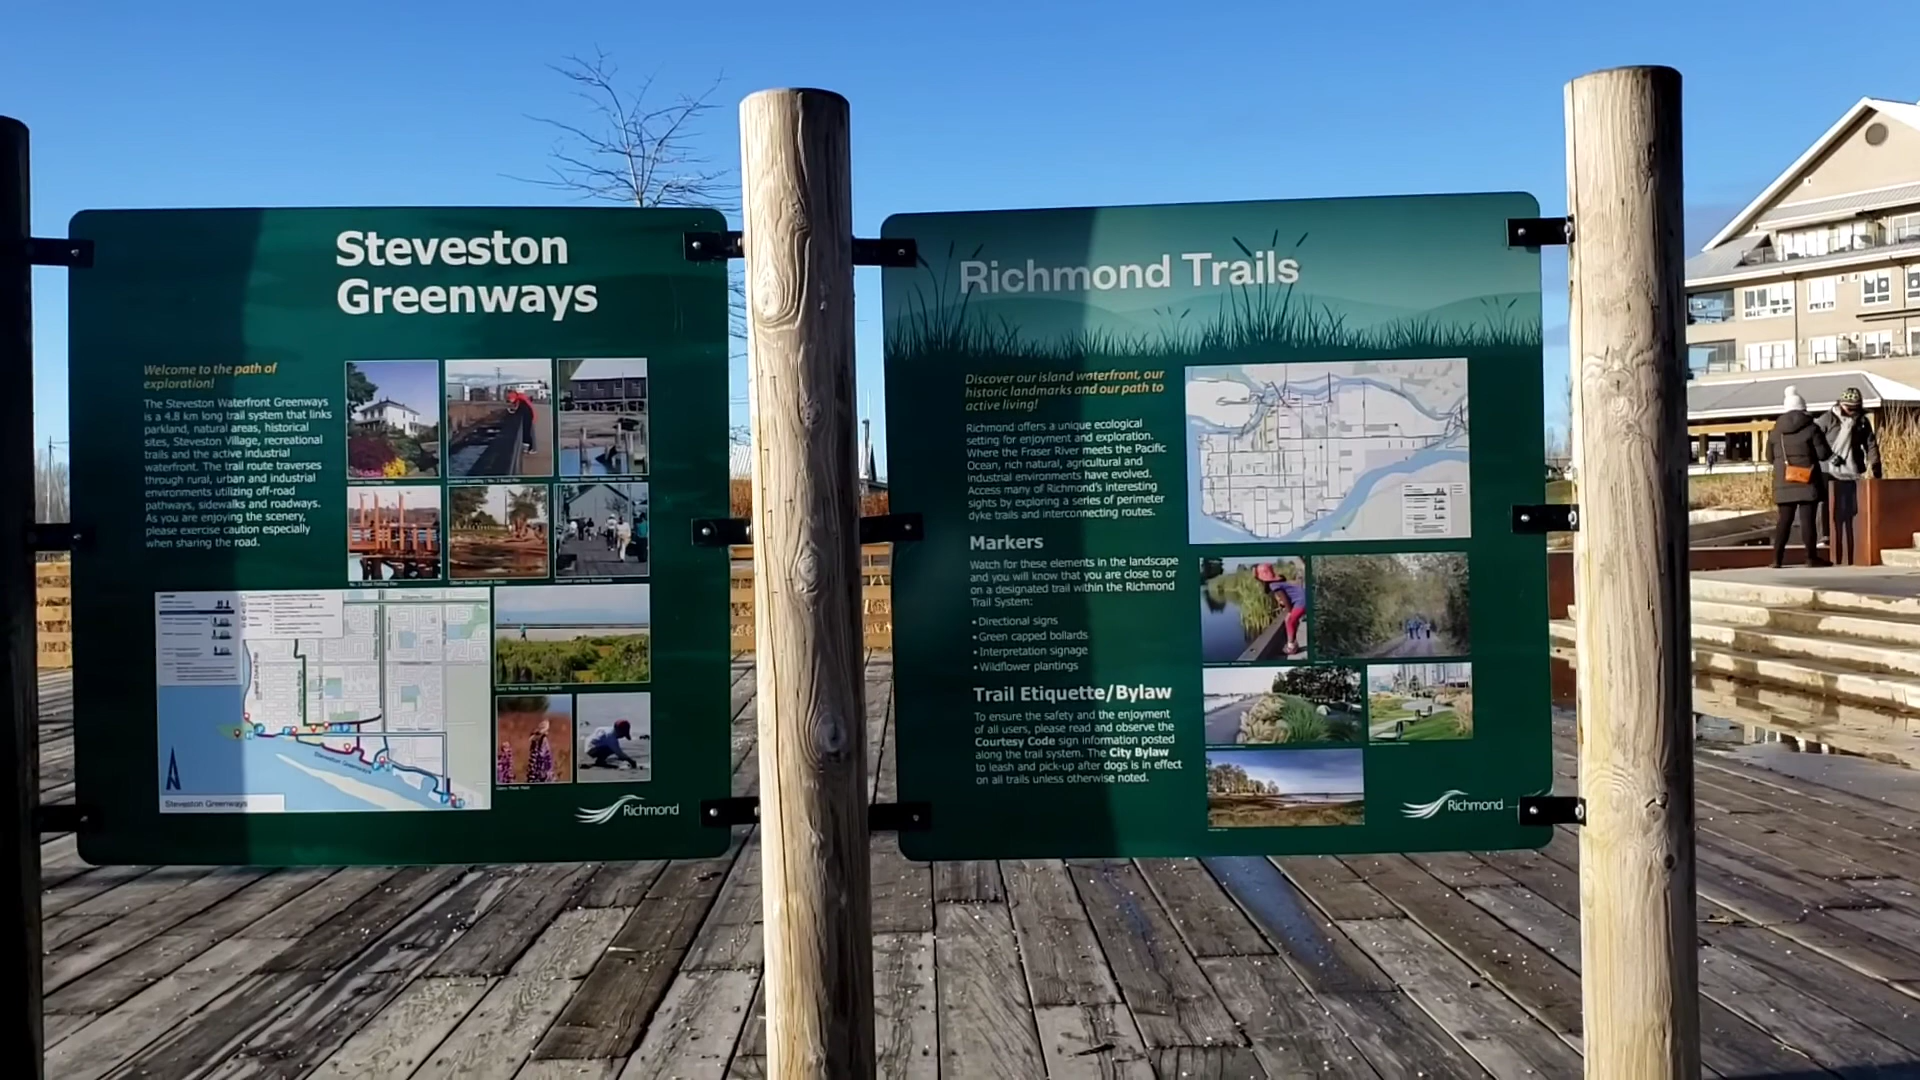 Steveston
Greenways
Welcome to the path of
exploration!
The Steveston Waterfront Greenways
is a 4.8 km long trail system that links
parkland, natural areas, historical
sites, Steveston Village, recreational
trails and the active industrial
waterfront. The trail route traverses
through rural, urban and industrial
environments utilizing off-road
pathways, sidewalks and roadways.
As you are enjoying the scenery,
please exercise caution especially
when sharing the road.
Steveston Greenways
Steveston Greenways
Richmond
Richmond Trails
Discover our island waterfront, our
historic landmarks and our path to
active living!
Richmond offers a unique ecological
setting for enjoyment and exploration.
Where the Fraser River meets the Pacific
Ocean, rich natural, agricultural and
industrial environments have evolved.
Access many of Richmond's interesting
sights by exploring a series of perimeter
dyke trails and interconnecting routes.
Markers
Watch for these elements in the landscape
and you will know that you are close to or
on a designated trail within the Richmond
Trail System:
• Directional signs
• Green capped bollards
• Interpretation signage
• Wildflower plantings
Trail Etiquette/Bylaw
To ensure the safety and the enjoyment
of all users, please read and observe the
Courtesy Code sign information posted
along the trail system. The City Bylaw
to leash and pick-up after dogs is in effect
on all trails unless otherwise noted.
Richmond